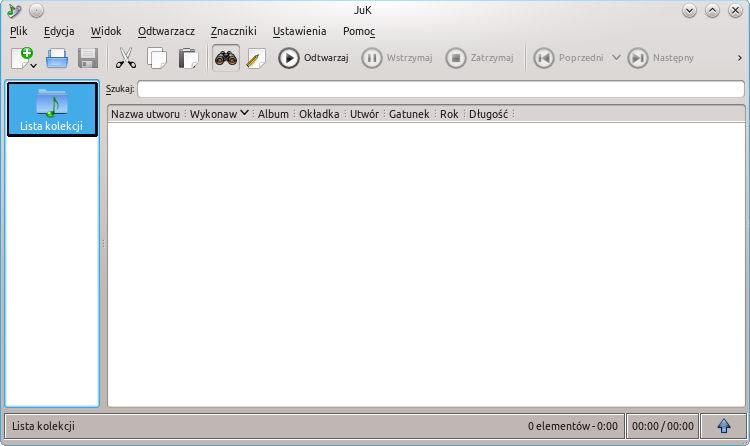 JuK
Plik Edycja Widok Odtwarzacz Znaczniki Ustawienia Pomoc
Odtwarzaj Wstrzymaj Zatrzymaj Poprzedni Następny
Szukaj:
Lista kolekcji
Nazwa utworu Wykonaw Album Okładka Utwór Gatunek Rok Długość
Lista kolekcji 0 elementów - 0:00 00:00 / 00:00